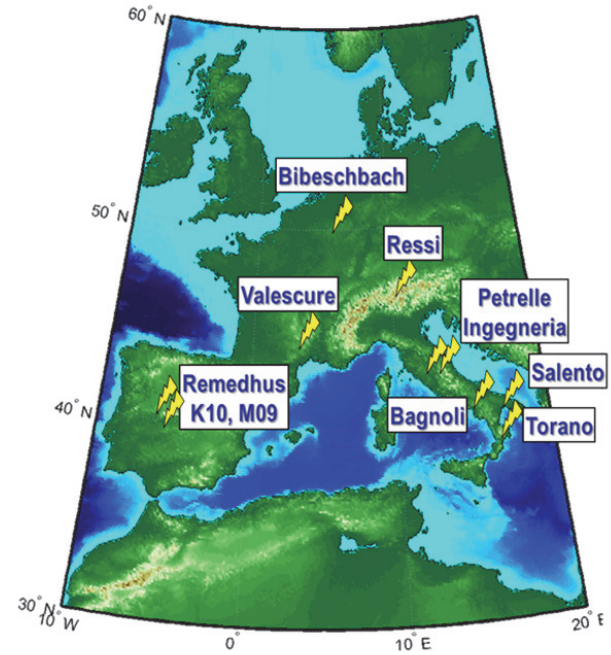 60° N
Bibeschbach
50° N
Ressi
Valescure
Petrelle
Ingegneria
Salento
Remedhus
K10, M09
40° N
Bagnoli
Torano
30° N
10° W
0°
10° E
20° E